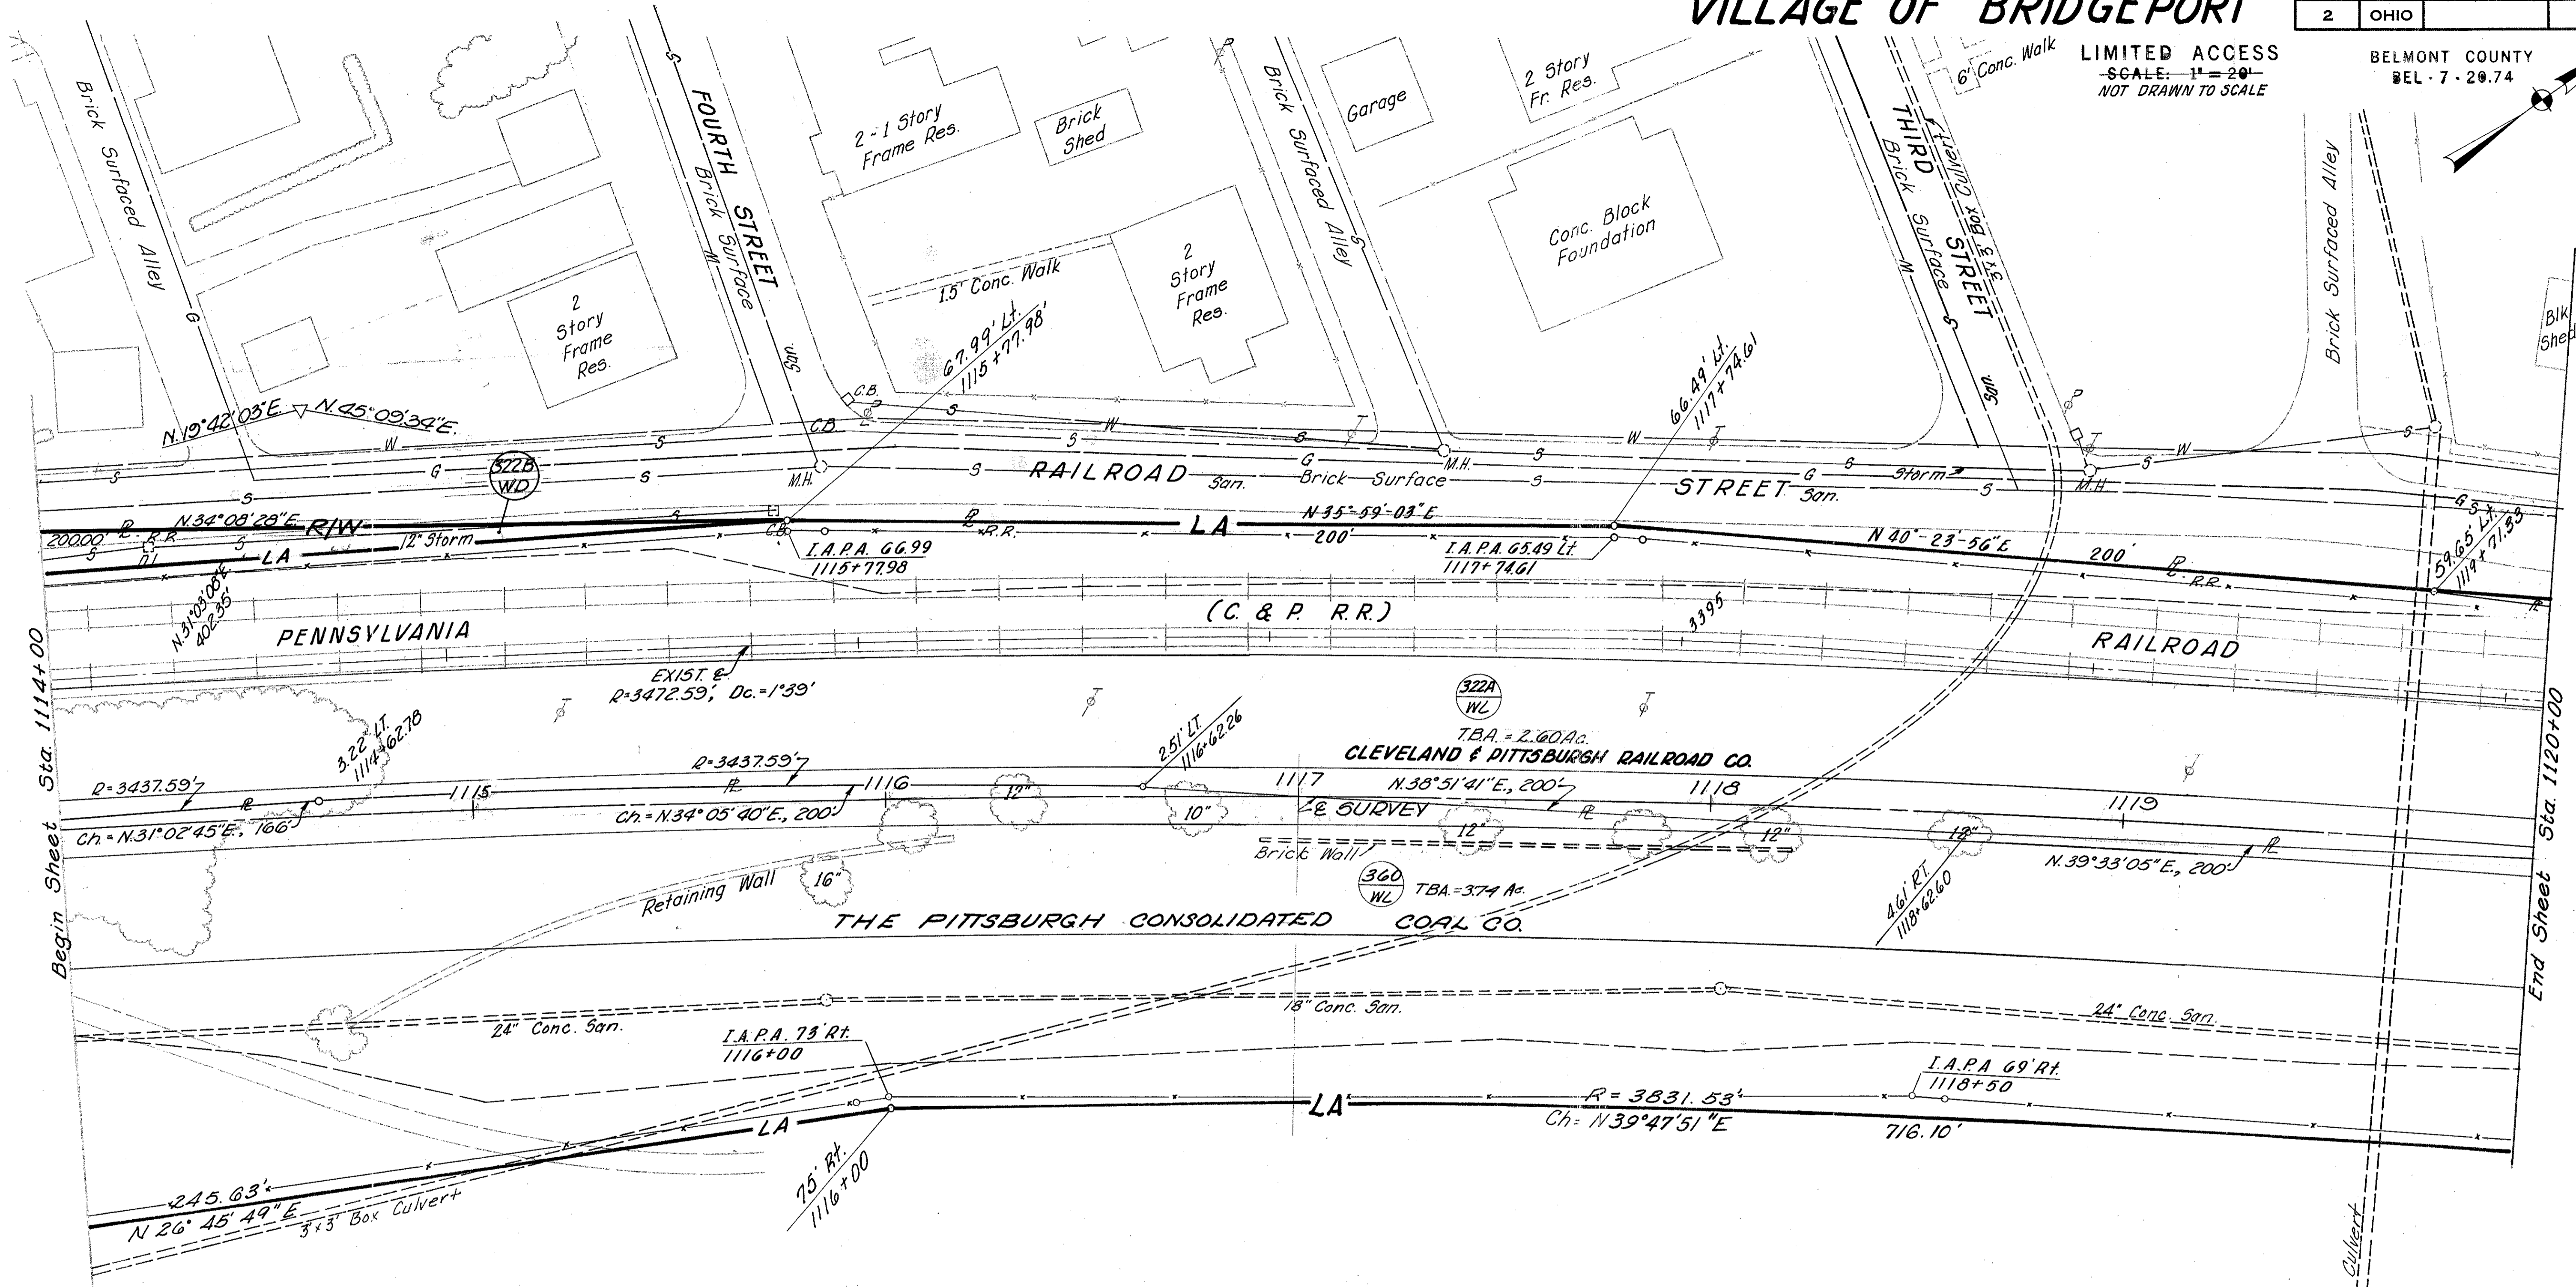 VILLAGE OF BRIDGEPORT
2 OHIO
LIMITED ACCESS
SCALE: 1" = 20'
NOT DRAWN TO SCALE
BELMONT COUNTY
BEL - 7 - 20.74
Brick Surfaced Alley
FOURTH STREET
Brick Surface
2 - 1 Story
Frame Res.
Brick
Shed
Brick Surfaced Alley
Garage
2 Story
Fr. Res.
THIRD STREET
Brick Surface
3'x3' Box Culvert
6' Conc. Walk
Brick Surfaced Alley
Blk
Shed
Conc. Block
Foundation
1.5' Conc. Walk
2
Story
Frame
Res.
2
Story
Frame
Res.
San.
San.
67.99' Lt.
1115+77.98'
66.49' Lt.
1117+74.61
N.19°42'03"E.
N.45°09'34"E.
C.B.
C.B.
322B
WD
M.H.
RAILROAD
San.
Brick Surface
M.H.
STREET
San.
Storm
M.H.
200.00'
N.34°08'28"E.
R/W
R.R.
D.I.
LA
12" Storm
C.B.
I.A.P.A. 66.99
1115+77.98
R.R.
LA
N 35°-59'-03"E
200'
I.A.P.A. 65.49 Lt.
1117+74.61
N 40°-23'-56"E
200'
R.R.
59.65' Lt.
1119+71.33
N.31°03'08"E.
402.35'
PENNSYLVANIA
(C. & P. R.R.)
3395
RAILROAD
EXIST. ℄
R=3472.59', Dc.=1°39'
322A
WL
T.B.A. = 2.60 Ac.
CLEVELAND & PITTSBURGH RAILROAD CO.
Begin Sheet Sta. 1114+00
End Sheet Sta. 1120+00
3.22' LT.
1114+62.78
2.51' LT.
1116+62.26
R=3437.59'
R=3437.59'
1115
1116
1117
1118
1119
N.38°51'41"E., 200'
Ch.=N.31°02'45"E., 166'
Ch.=N.34°05'40"E., 200'
12"
10"
℄ SURVEY
12"
12"
12"
Brick Wall
N.39°33'05"E., 200'
4.61' RT.
1118+62.60
Retaining Wall
16"
360
WL
TBA.=3.74 Ac.
THE PITTSBURGH CONSOLIDATED COAL CO.
24" Conc. San.
18" Conc. San.
24" Conc. San.
I.A.P.A. 73' Rt.
1116+00
I.A.P.A 69' Rt.
1118+50
LA
LA
R = 3831.53'
Ch= N39°47'51"E
716.10'
75' Rt.
1116+00
245.63'
N 26° 45' 49" E
3'x3' Box Culvert
Culvert